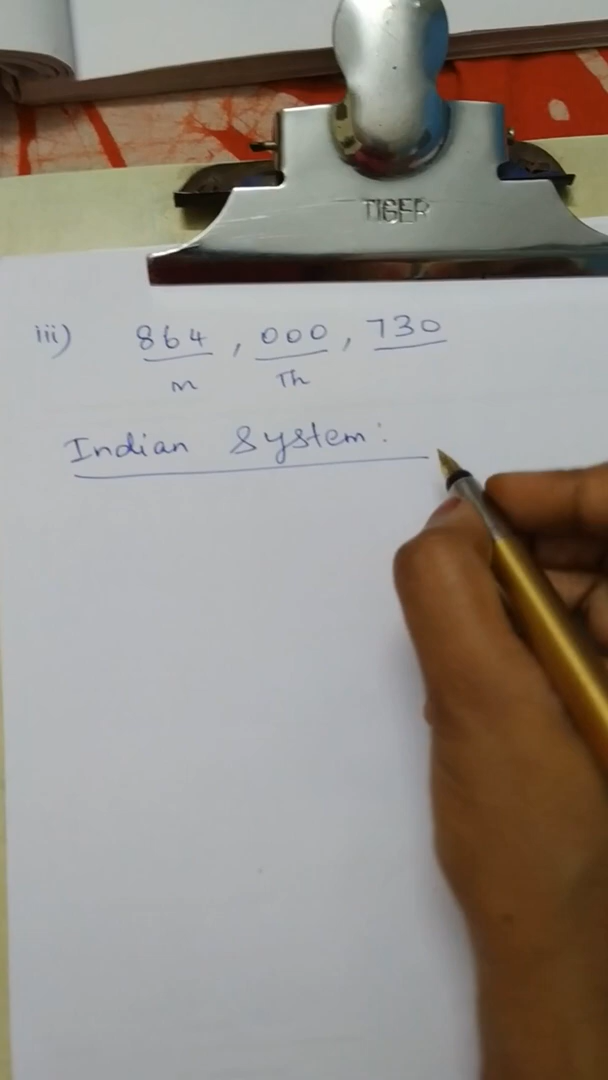 TIGER
iii) 864 , 000 , 730
m Th
Indian System: